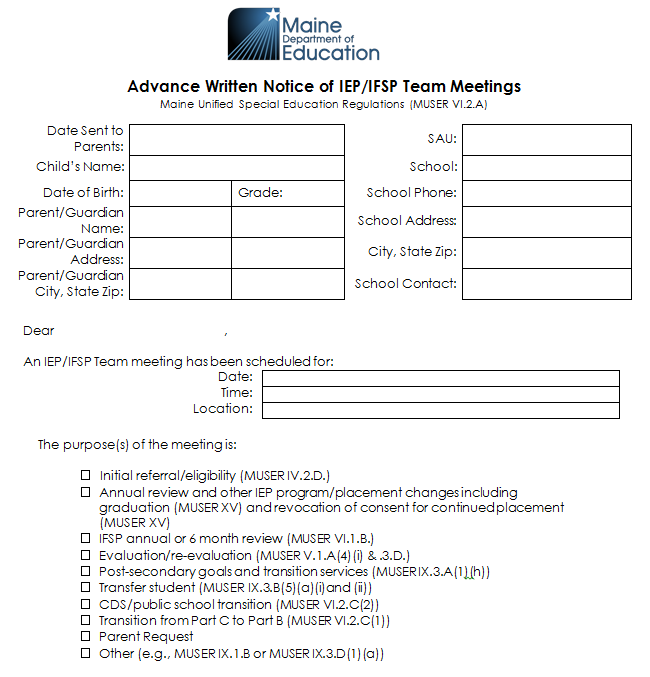 Maine
Department of
Education
Advance Written Notice of IEP/IFSP Team Meetings
Maine Unified Special Education Regulations (MUSER VI.2.A)
Date Sent to
Parents:
SAU:
Child's Name:
School:
Date of Birth:
Grade:
School Phone:
Parent/Guardian
Name:
School Address:
Parent/Guardian
Address:
City, State Zip:
Parent/Guardian
City, State Zip:
School Contact:
Dear ,
An IEP/IFSP Team meeting has been scheduled for:
Date:
Time:
Location:
The purpose(s) of the meeting is:
Initial referral/eligibility (MUSER IV.2.D.)
Annual review and other IEP program/placement changes including
graduation (MUSER XV) and revocation of consent for continued placement
(MUSER XV)
IFSP annual or 6 month review (MUSER VI.1.B.)
Evaluation/re-evaluation (MUSER V.1.A(4)(i) & .3.D.)
Post-secondary goals and transition services (MUSER IX.3.A(1)(h))
Transfer student (MUSER IX.3.B(5)(a)(i)and (ii))
CDS/public school transition (MUSER VI.2.C(2))
Transition from Part C to Part B (MUSER VI.2.C(1))
Parent Request
Other (e.g., MUSER IX.1.B or MUSER IX.3.D(1)(a))